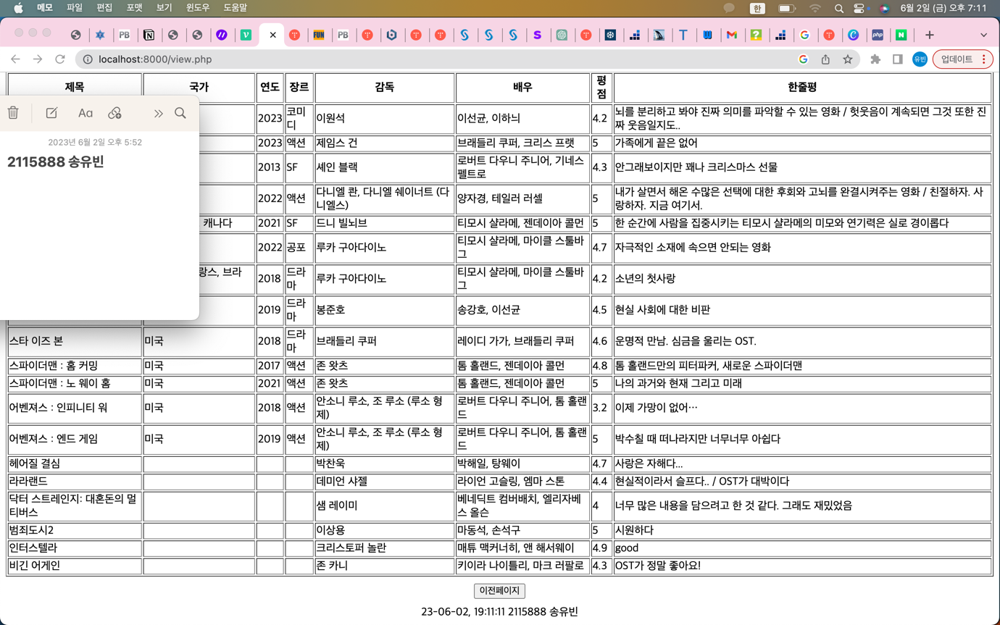 메모 파일 편집 포맷 보기 윈도우 도움말 한 6월 2일 (금) 오후 7:11
PB N PB FUN php N
localhost:8000/view.php 유빈 업데이트
제목 국가 연도 장르 감독 배우 평점 한줄평
2023 코미디 이원석 이선균, 이하늬 4.2 뇌를 분리하고 봐야 진짜 의미를 파악할 수 있는 영화 / 헛웃음이 계속되면 그것 또한 진짜 웃음일지도..
2023 액션 제임스 건 브래들리 쿠퍼, 크리스 프랫 5 가족에게 끝은 없어
2013 SF 셰인 블랙 로버트 다우니 주니어, 기네스 펠트로 4.3 안그래보이지만 꽤나 크리스마스 선물
2022 액션 다니엘 콴, 다니엘 쉐이너트 (다니엘스) 양자경, 테일러 러셀 5 내가 살면서 해온 수많은 선택에 대한 후회와 고뇌를 완결시켜주는 영화 / 친절하자. 사랑하자. 지금 여기서.
캐나다 2021 SF 드니 빌뇌브 티모시 샬라메, 젠데이아 콜먼 5 한 순간에 사람을 집중시키는 티모시 샬라메의 미모와 연기력은 실로 경이롭다
2022 공포 루카 구아다이노 티모시 샬라메, 마이클 스툴바그 4.7 자극적인 소재에 속으면 안되는 영화
랑스, 브라 2018 드라마 루카 구아다이노 티모시 샬라메, 마이클 스툴바그 4.2 소년의 첫사랑
2019 드라마 봉준호 송강호, 이선균 4.5 현실 사회에 대한 비판
스타 이즈 본 미국 2018 드라마 브래들리 쿠퍼 레이디 가가, 브래들리 쿠퍼 4.6 운명적 만남. 심금을 울리는 OST.
스파이더맨 : 홈 커밍 미국 2017 액션 존 왓츠 톰 홀랜드, 젠데이아 콜먼 4.8 톰 홀랜드만의 피터파커, 새로운 스파이더맨
스파이더맨 : 노 웨이 홈 미국 2021 액션 존 왓츠 톰 홀랜드, 젠데이아 콜먼 5 나의 과거와 현재 그리고 미래
어벤져스 : 인피니티 워 미국 2018 액션 안소니 루소, 조 루소 (루소 형제) 로버트 다우니 주니어, 톰 홀랜드 3.2 이제 가망이 없어…
어벤져스 : 엔드 게임 미국 2019 액션 안소니 루소, 조 루소 (루소 형제) 로버트 다우니 주니어, 톰 홀랜드 5 박수칠 때 떠나라지만 너무너무 아쉽다
헤어질 결심 박찬욱 박해일, 탕웨이 4.7 사랑은 자해다...
라라랜드 데미언 샤젤 라이언 고슬링, 엠마 스톤 4.4 현실적이라서 슬프다.. / OST가 대박이다
닥터 스트레인지: 대혼돈의 멀티버스 샘 레이미 베네딕트 컴버배치, 엘리자베스 올슨 4 너무 많은 내용을 담으려고 한 것 같다. 그래도 재밌었음
범죄도시2 이상용 마동석, 손석구 5 시원하다
인터스텔라 크리스토퍼 놀란 매튜 맥커너히, 앤 해서웨이 4.9 good
비긴 어게인 존 카니 키이라 나이틀리, 마크 러팔로 4.3 OST가 정말 좋아요!
이전페이지
23-06-02, 19:11:11 2115888 송유빈
Aa
2023년 6월 2일 오후 5:52
2115888 송유빈